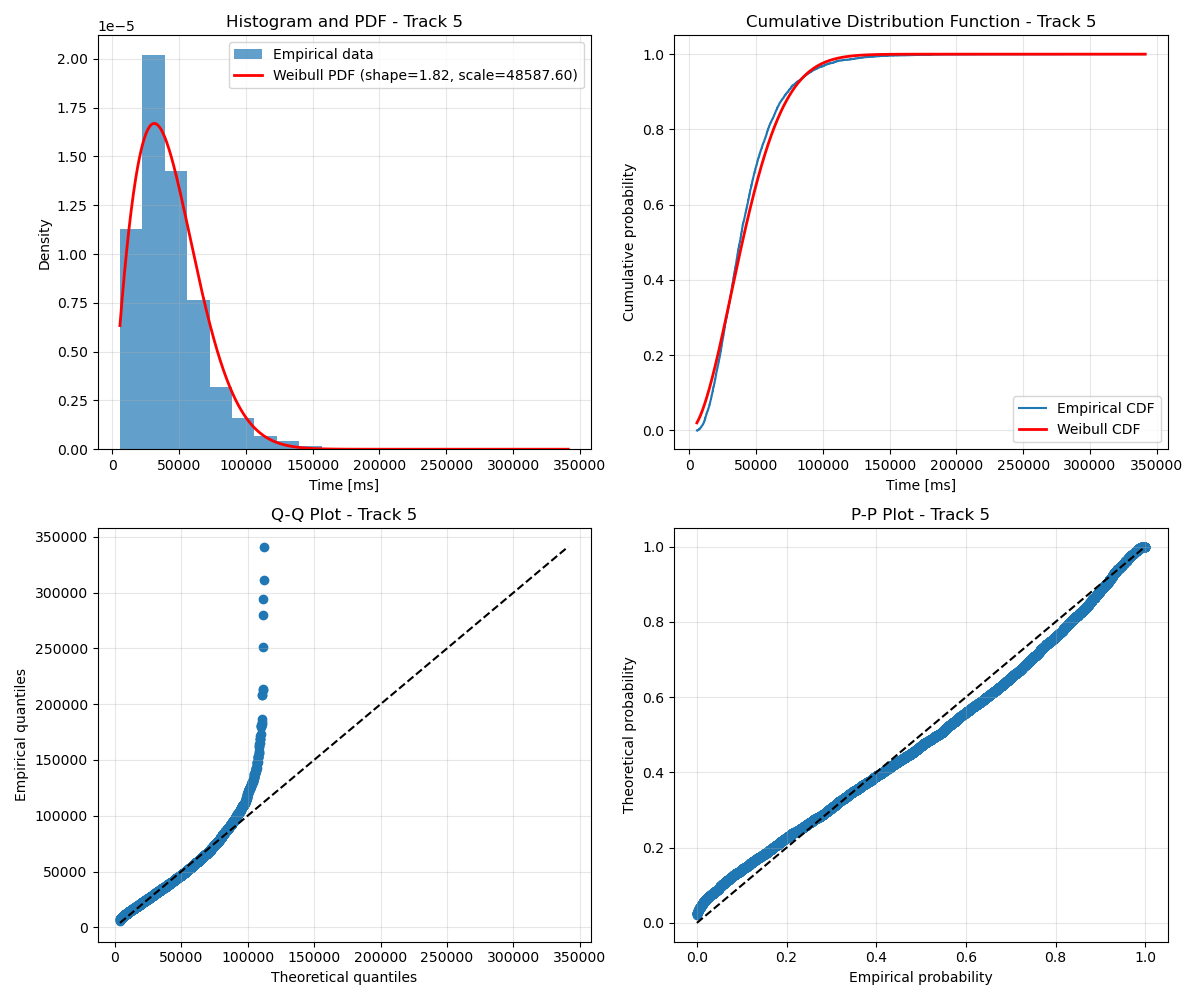 Histogram and PDF - Track 5
1e−5
Empirical data
Weibull PDF (shape=1.82, scale=48587.60)
2.00
1.75
1.50
1.25
1.00
0.75
0.50
0.25
0.00
Density
0 50000 100000 150000 200000 250000 300000 350000
Time [ms]
Cumulative Distribution Function - Track 5
1.0
0.8
0.6
0.4
0.2
0.0
Cumulative probability
Empirical CDF
Weibull CDF
0 50000 100000 150000 200000 250000 300000 350000
Time [ms]
Q-Q Plot - Track 5
350000
300000
250000
200000
150000
100000
50000
0
Empirical quantiles
0 50000 100000 150000 200000 250000 300000 350000
Theoretical quantiles
P-P Plot - Track 5
1.0
0.8
0.6
0.4
0.2
0.0
Theoretical probability
0.0 0.2 0.4 0.6 0.8 1.0
Empirical probability